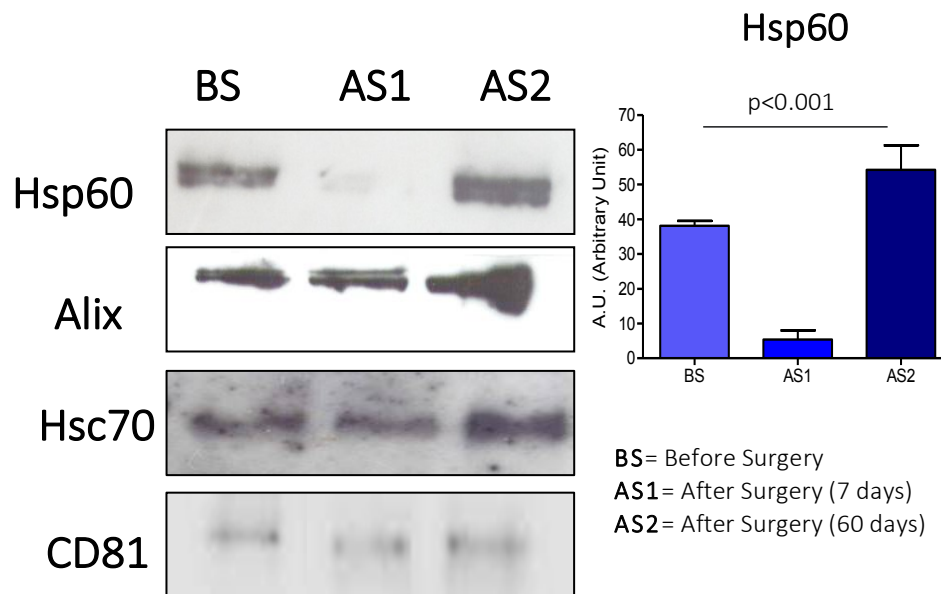 BS AS1 AS2
Hsp60
Alix
Hsc70
CD81
Hsp60
p<0.001
A.U. (Arbitrary Unit)
70
60
50
40
30
20
10
0
BS AS1 AS2
BS= Before Surgery
AS1= After Surgery (7 days)
AS2= After Surgery (60 days)